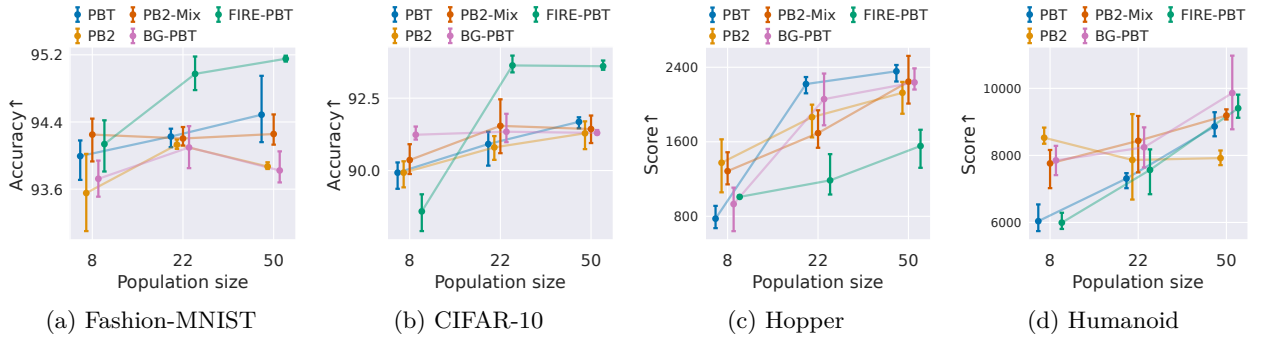 PBT PB2-Mix FIRE-PBT
PB2 BG-PBT
95.2
94.4
93.6
Accuracy↑
8 22 50
Population size
(a) Fashion-MNIST
PBT PB2-Mix FIRE-PBT
PB2 BG-PBT
92.5
90.0
Accuracy↑
8 22 50
Population size
(b) CIFAR-10
PBT PB2-Mix FIRE-PBT
PB2 BG-PBT
2400
1600
800
Score↑
8 22 50
Population size
(c) Hopper
PBT PB2-Mix FIRE-PBT
PB2 BG-PBT
10000
8000
6000
Score↑
8 22 50
Population size
(d) Humanoid